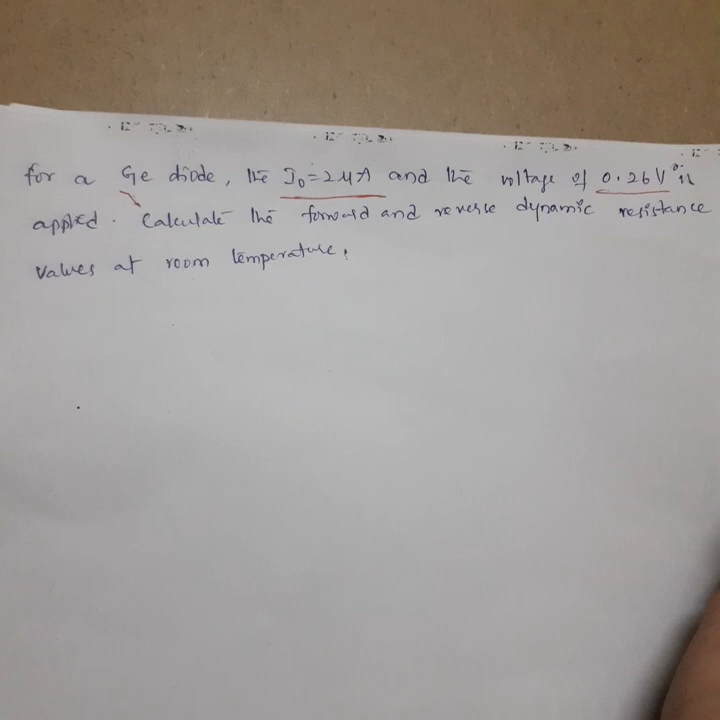 for a Ge diode, the I0=2μA and the voltage of 0.26V is
applied. Calculate the forward and reverse dynamic resistance
values at room temperature.